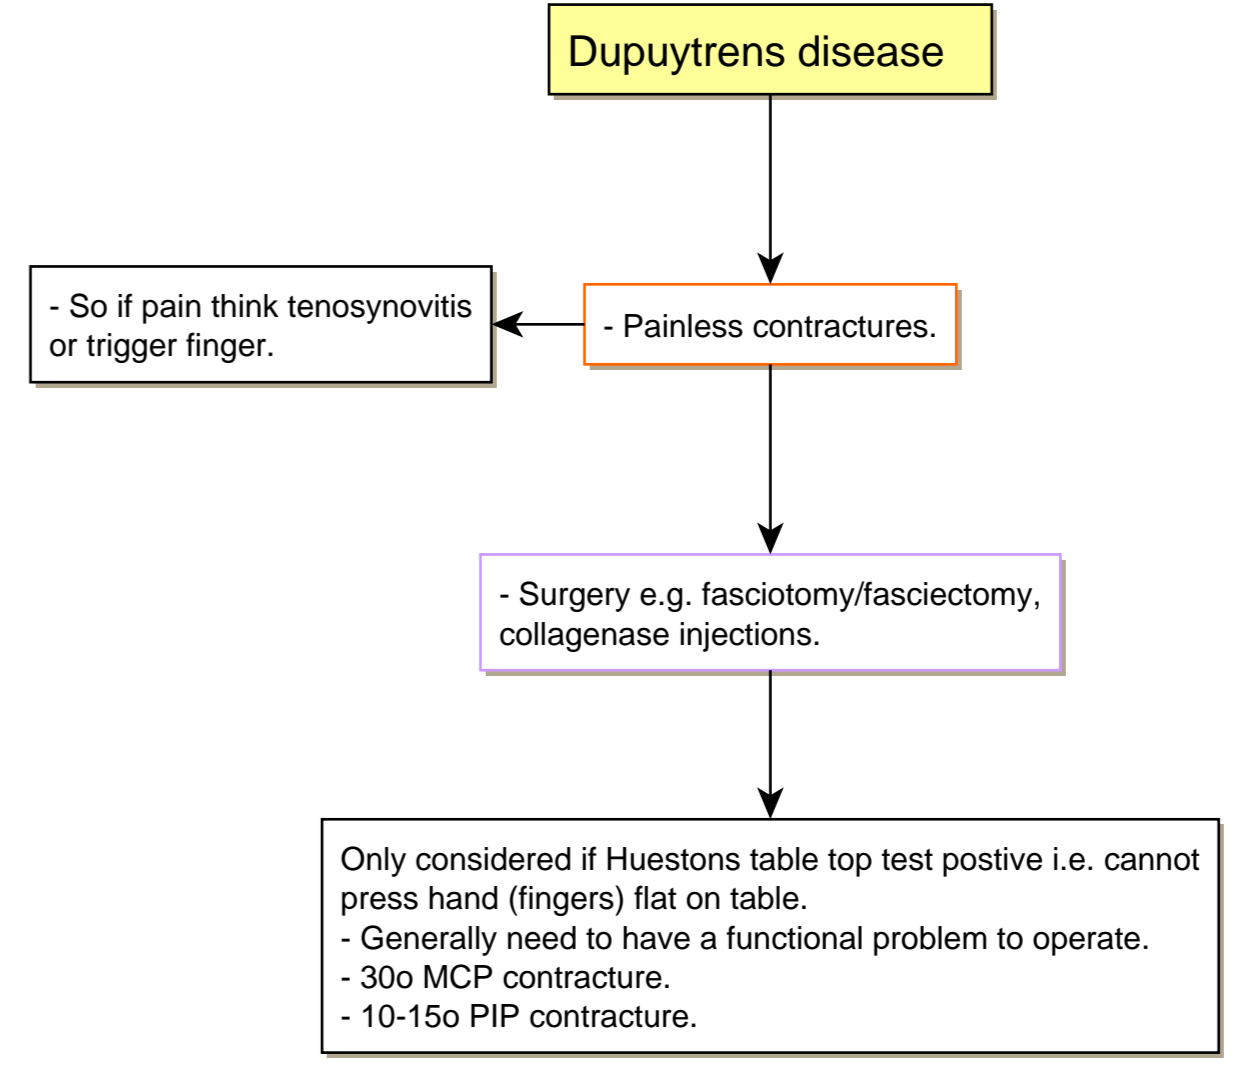 Dupuytrens disease
- So if pain think tenosynovitis
or trigger finger.
- Painless contractures.
- Surgery e.g. fasciotomy/fasciectomy,
collagenase injections.
Only considered if Huestons table top test postive i.e. cannot
press hand (fingers) flat on table.
- Generally need to have a functional problem to operate.
- 30o MCP contracture.
- 10-15o PIP contracture.